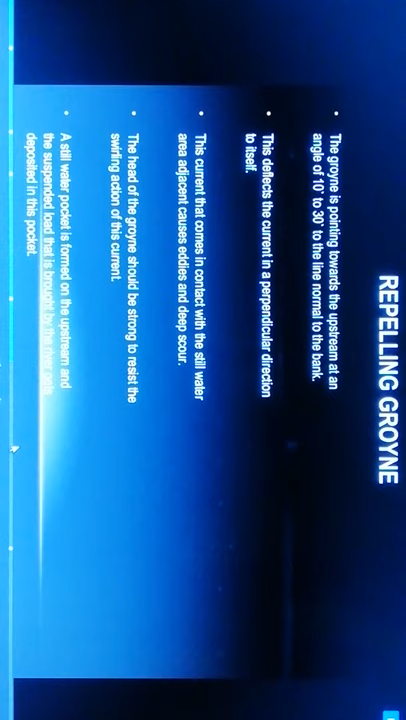 REPELLING GROYNE
• The groyne is pointing towards the upstream at an
angle of 10˚ to 30˚ to the line normal to the bank.
• This deflects the current in a perpendicular direction
to itself.
• This current that comes in contact with the still water
area adjacent causes eddies and deep scour.
• The head of the groyne should be strong to resist the
swirling action of this current.
• A still water pocket is formed on the upstream and
the suspended load that is brought by the river gets
deposited in this pocket.